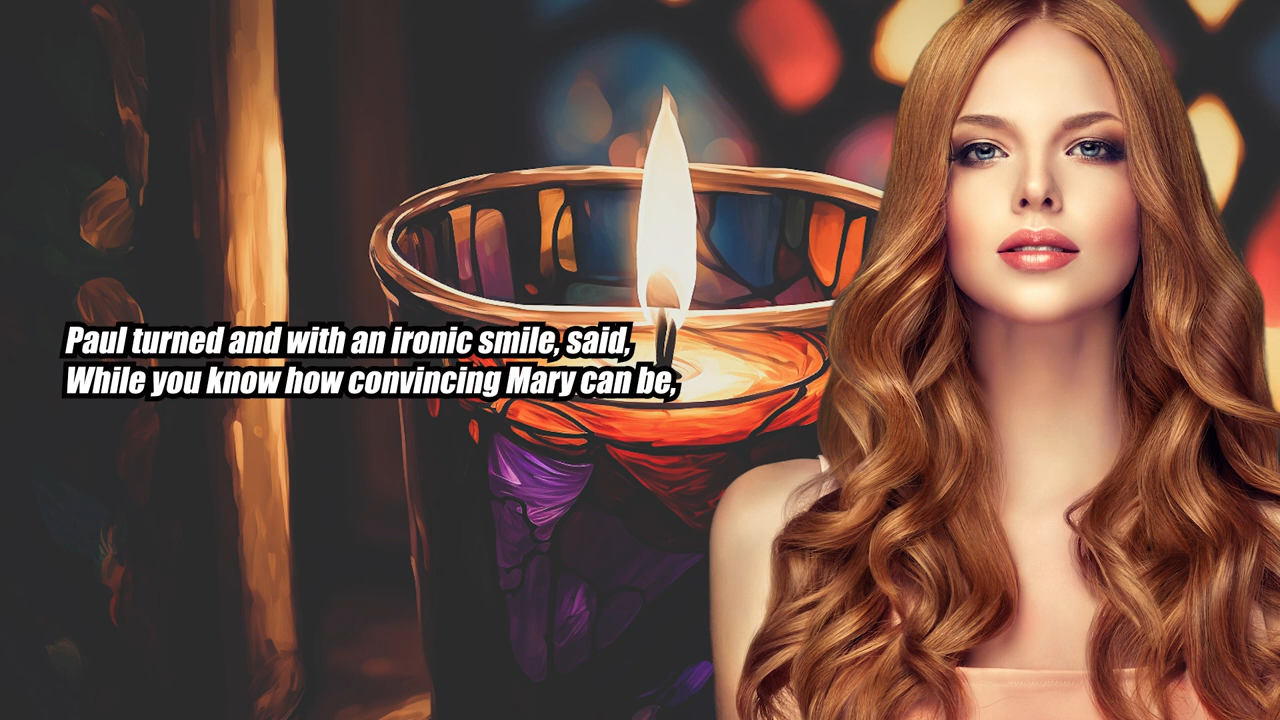 Paul turned and with an ironic smile, said,
While you know how convincing Mary can be,